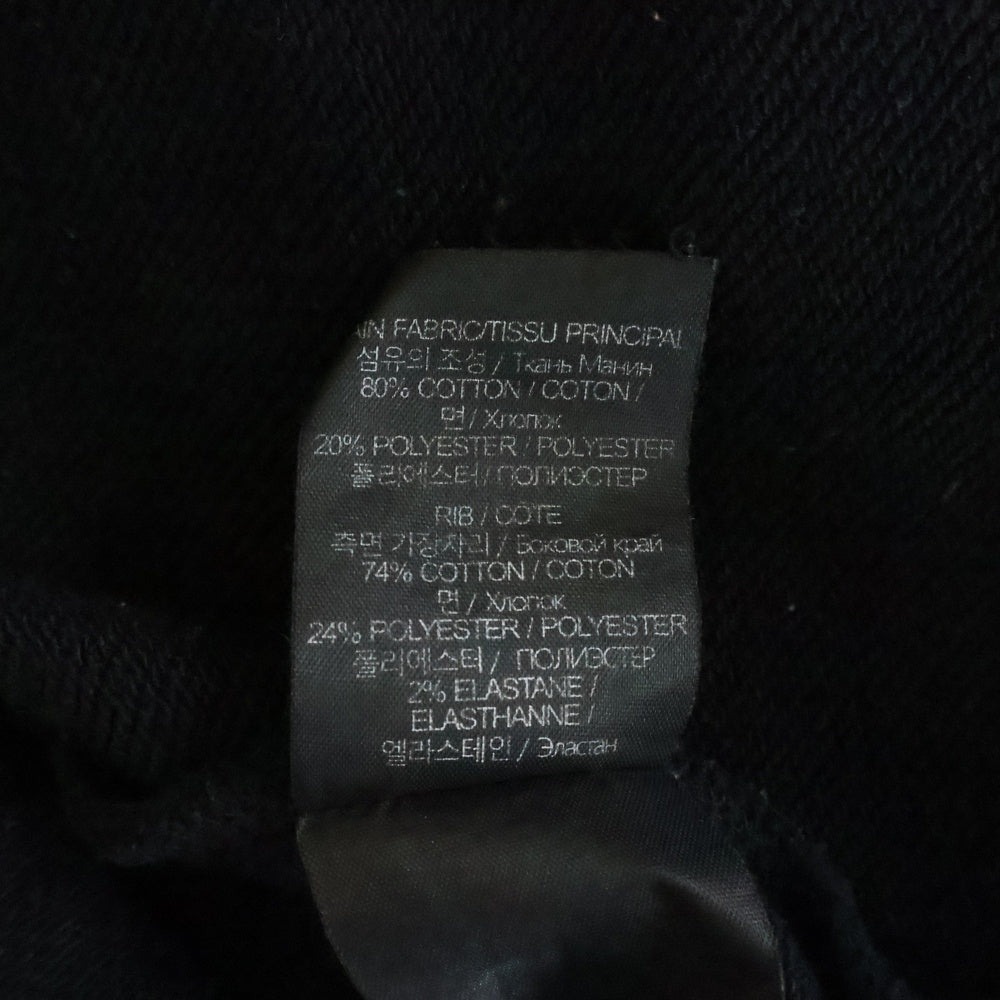 AIN FABRIC/TISSU PRINCIPAL
섬유의 조성 / Ткань Манин
80% COTTON / COTON /
면 / Хлопок
20% POLYESTER / POLYESTER
폴리에스터 / ПОЛИЭСТЕР
RIB / COTE
측면 가장자리 / Боковой край
74% COTTON / COTON
면 / Хлопок
24% POLYESTER / POLYESTER
폴리에스터 / ПОЛИЭСТЕР
2% ELASTANE /
ELASTHANNE /
엘라스테인 / Эластан